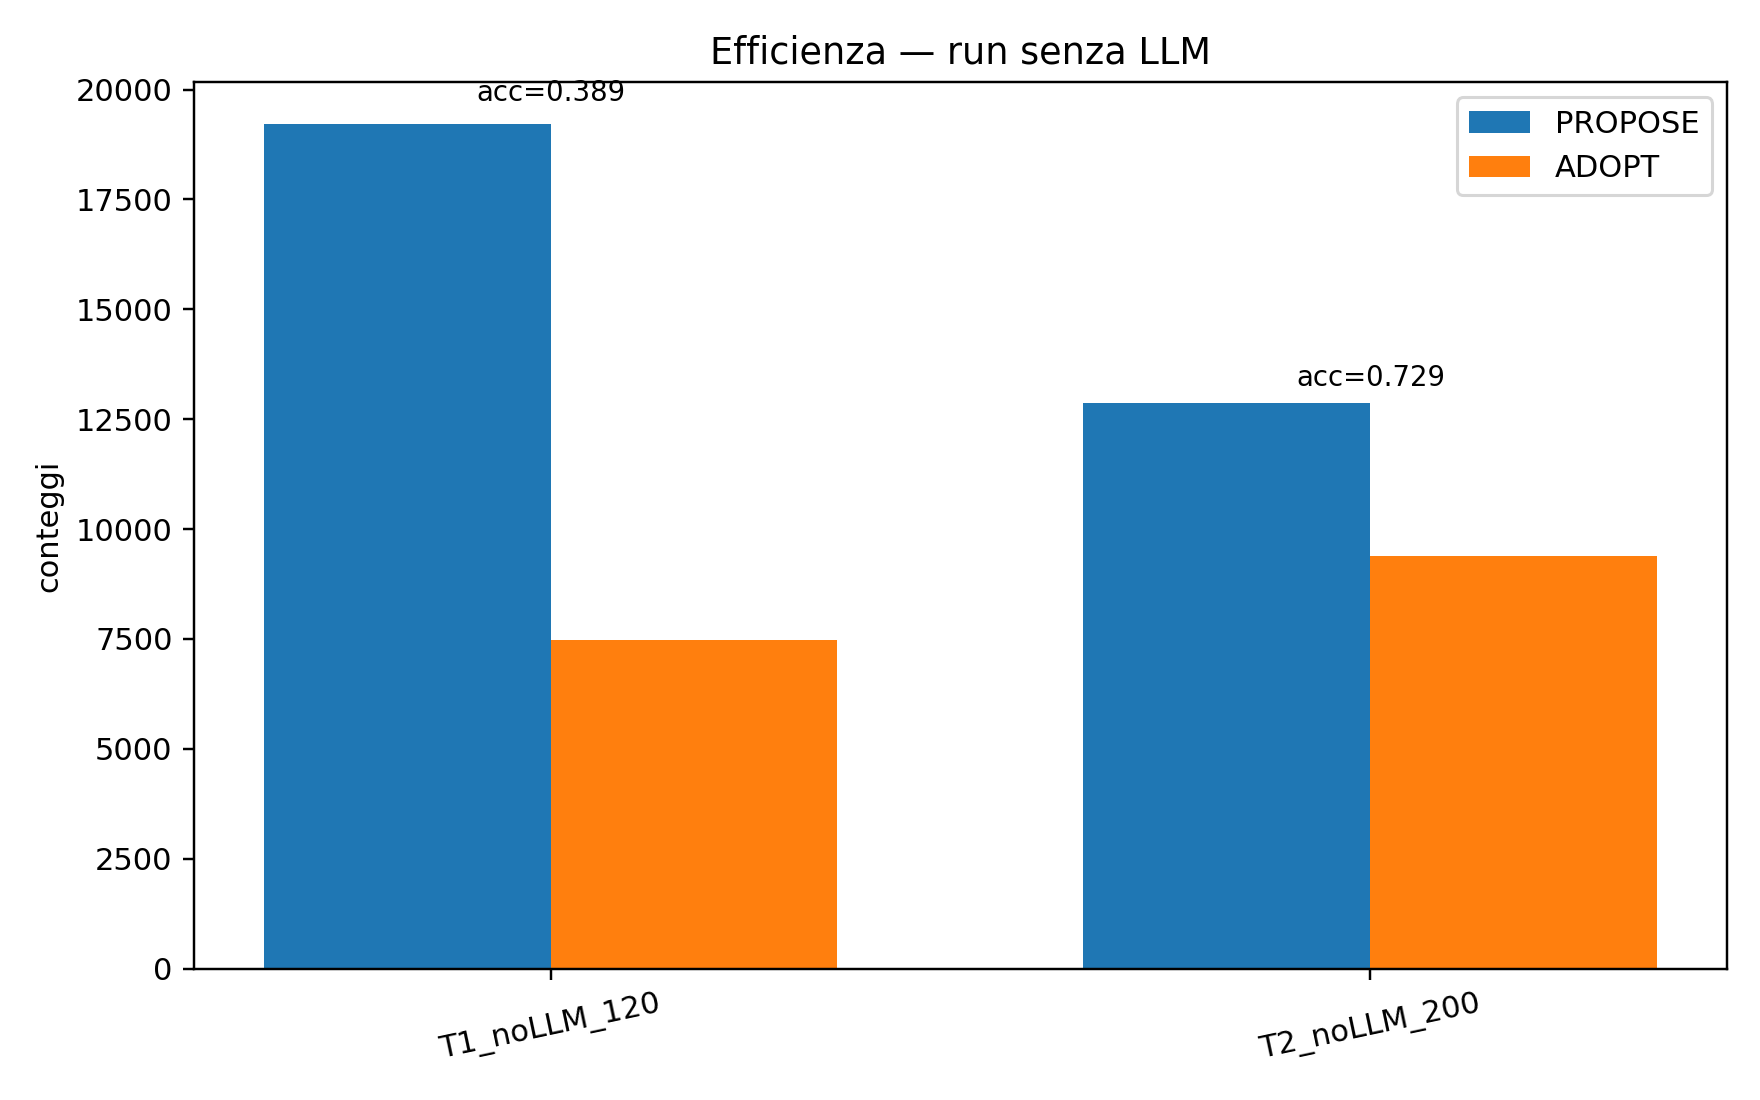 Efficienza — run senza LLM
20000
17500
15000
12500
10000
7500
5000
2500
0
conteggi
acc=0.389
acc=0.729
PROPOSE
ADOPT
T1_noLLM_120
T2_noLLM_200